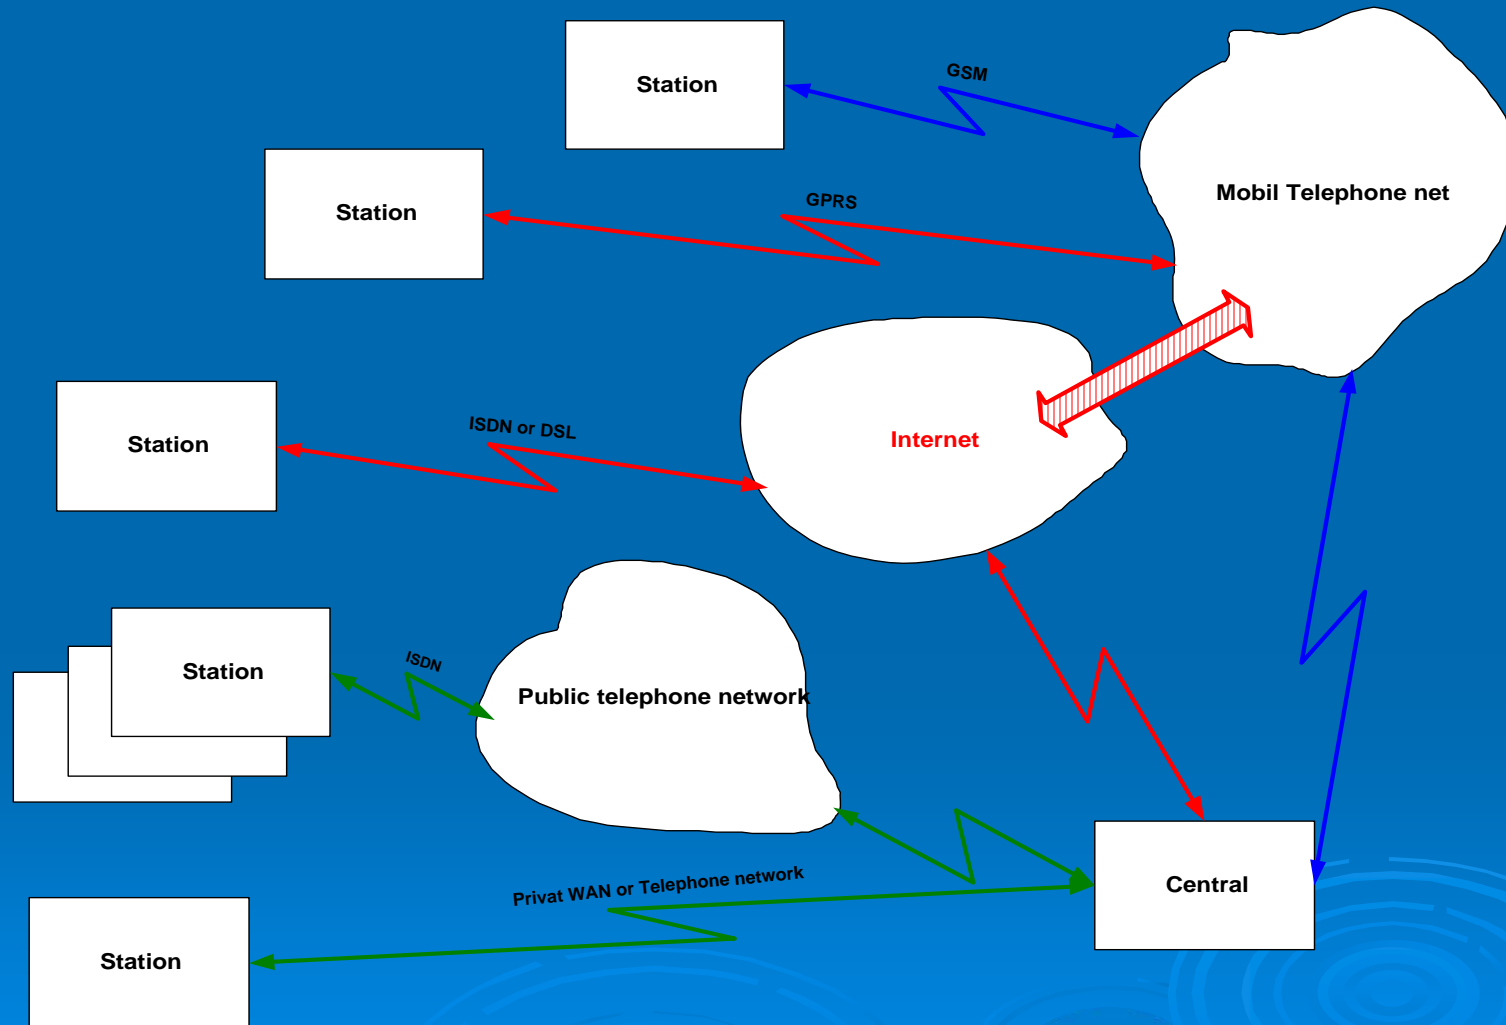 Station
GSM
Mobil Telephone net
Station
GPRS
Station
ISDN or DSL
Internet
Station
ISDN
Public telephone network
Privat WAN or Telephone network
Central
Station